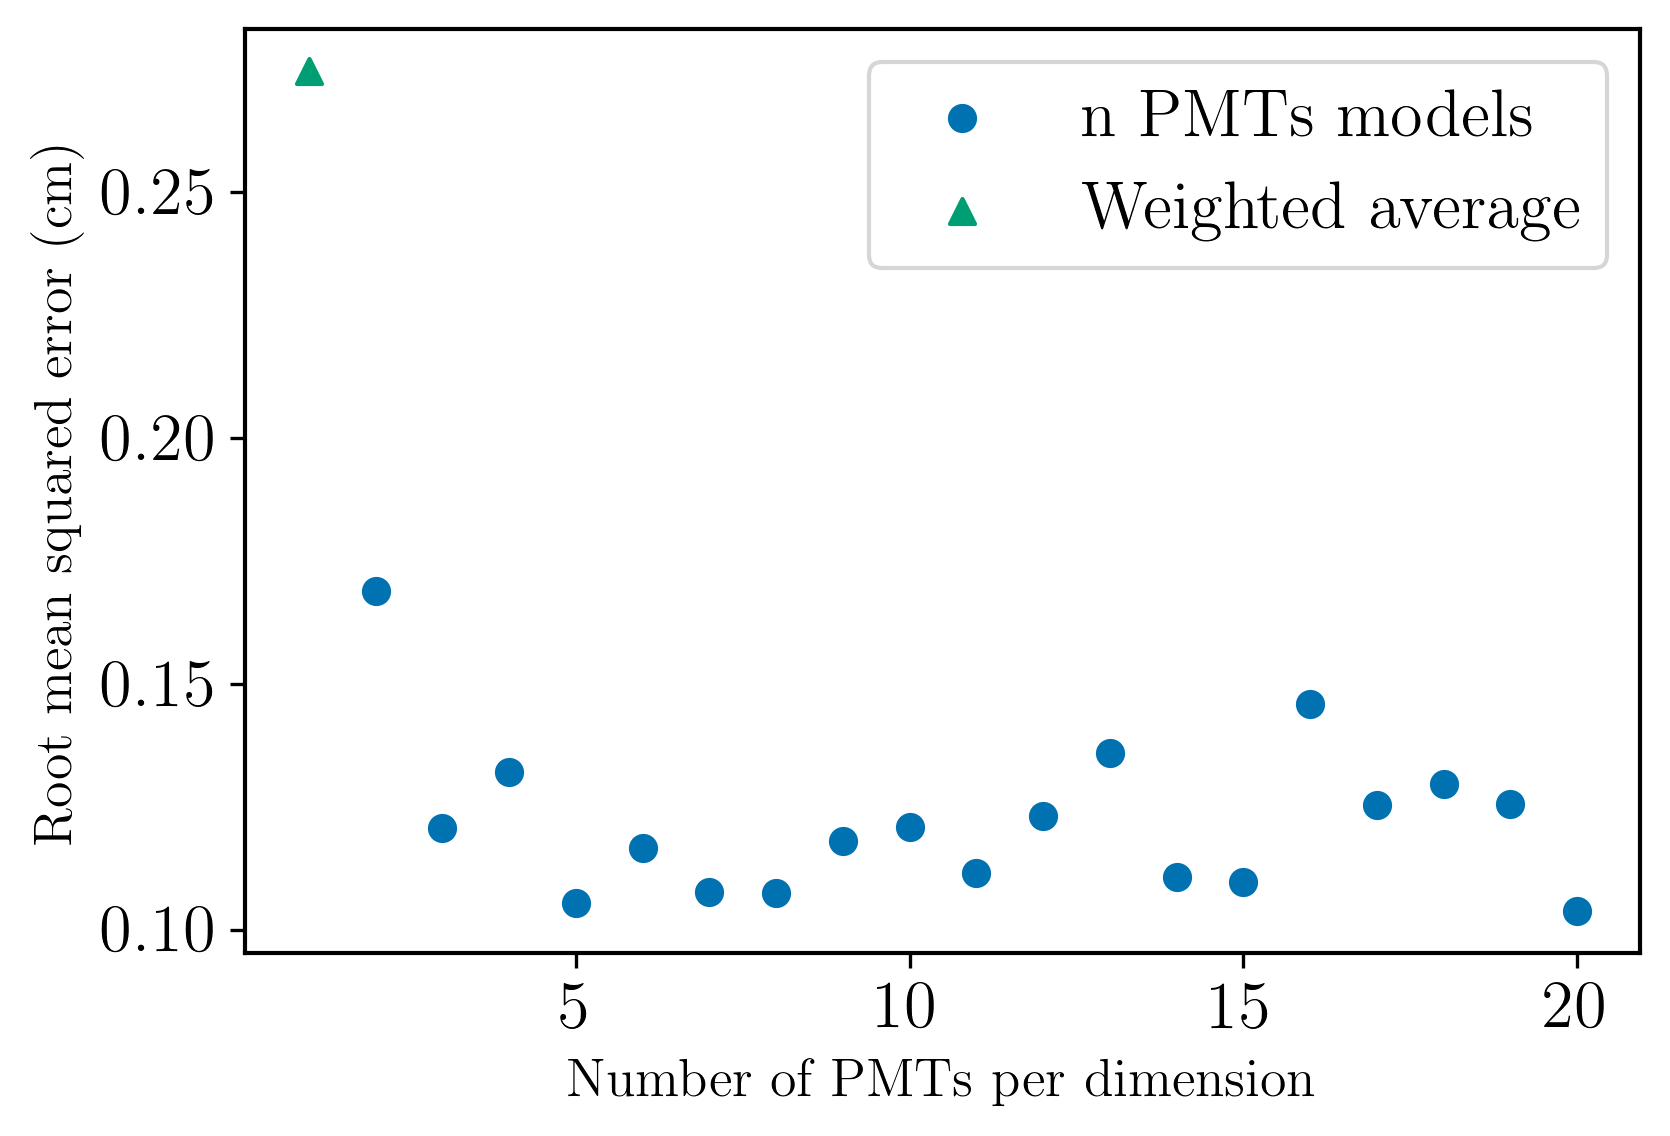 n PMTs models
Weighted average
Root mean squared error (cm)
0.25
0.20
0.15
0.10
5 10 15 20
Number of PMTs per dimension